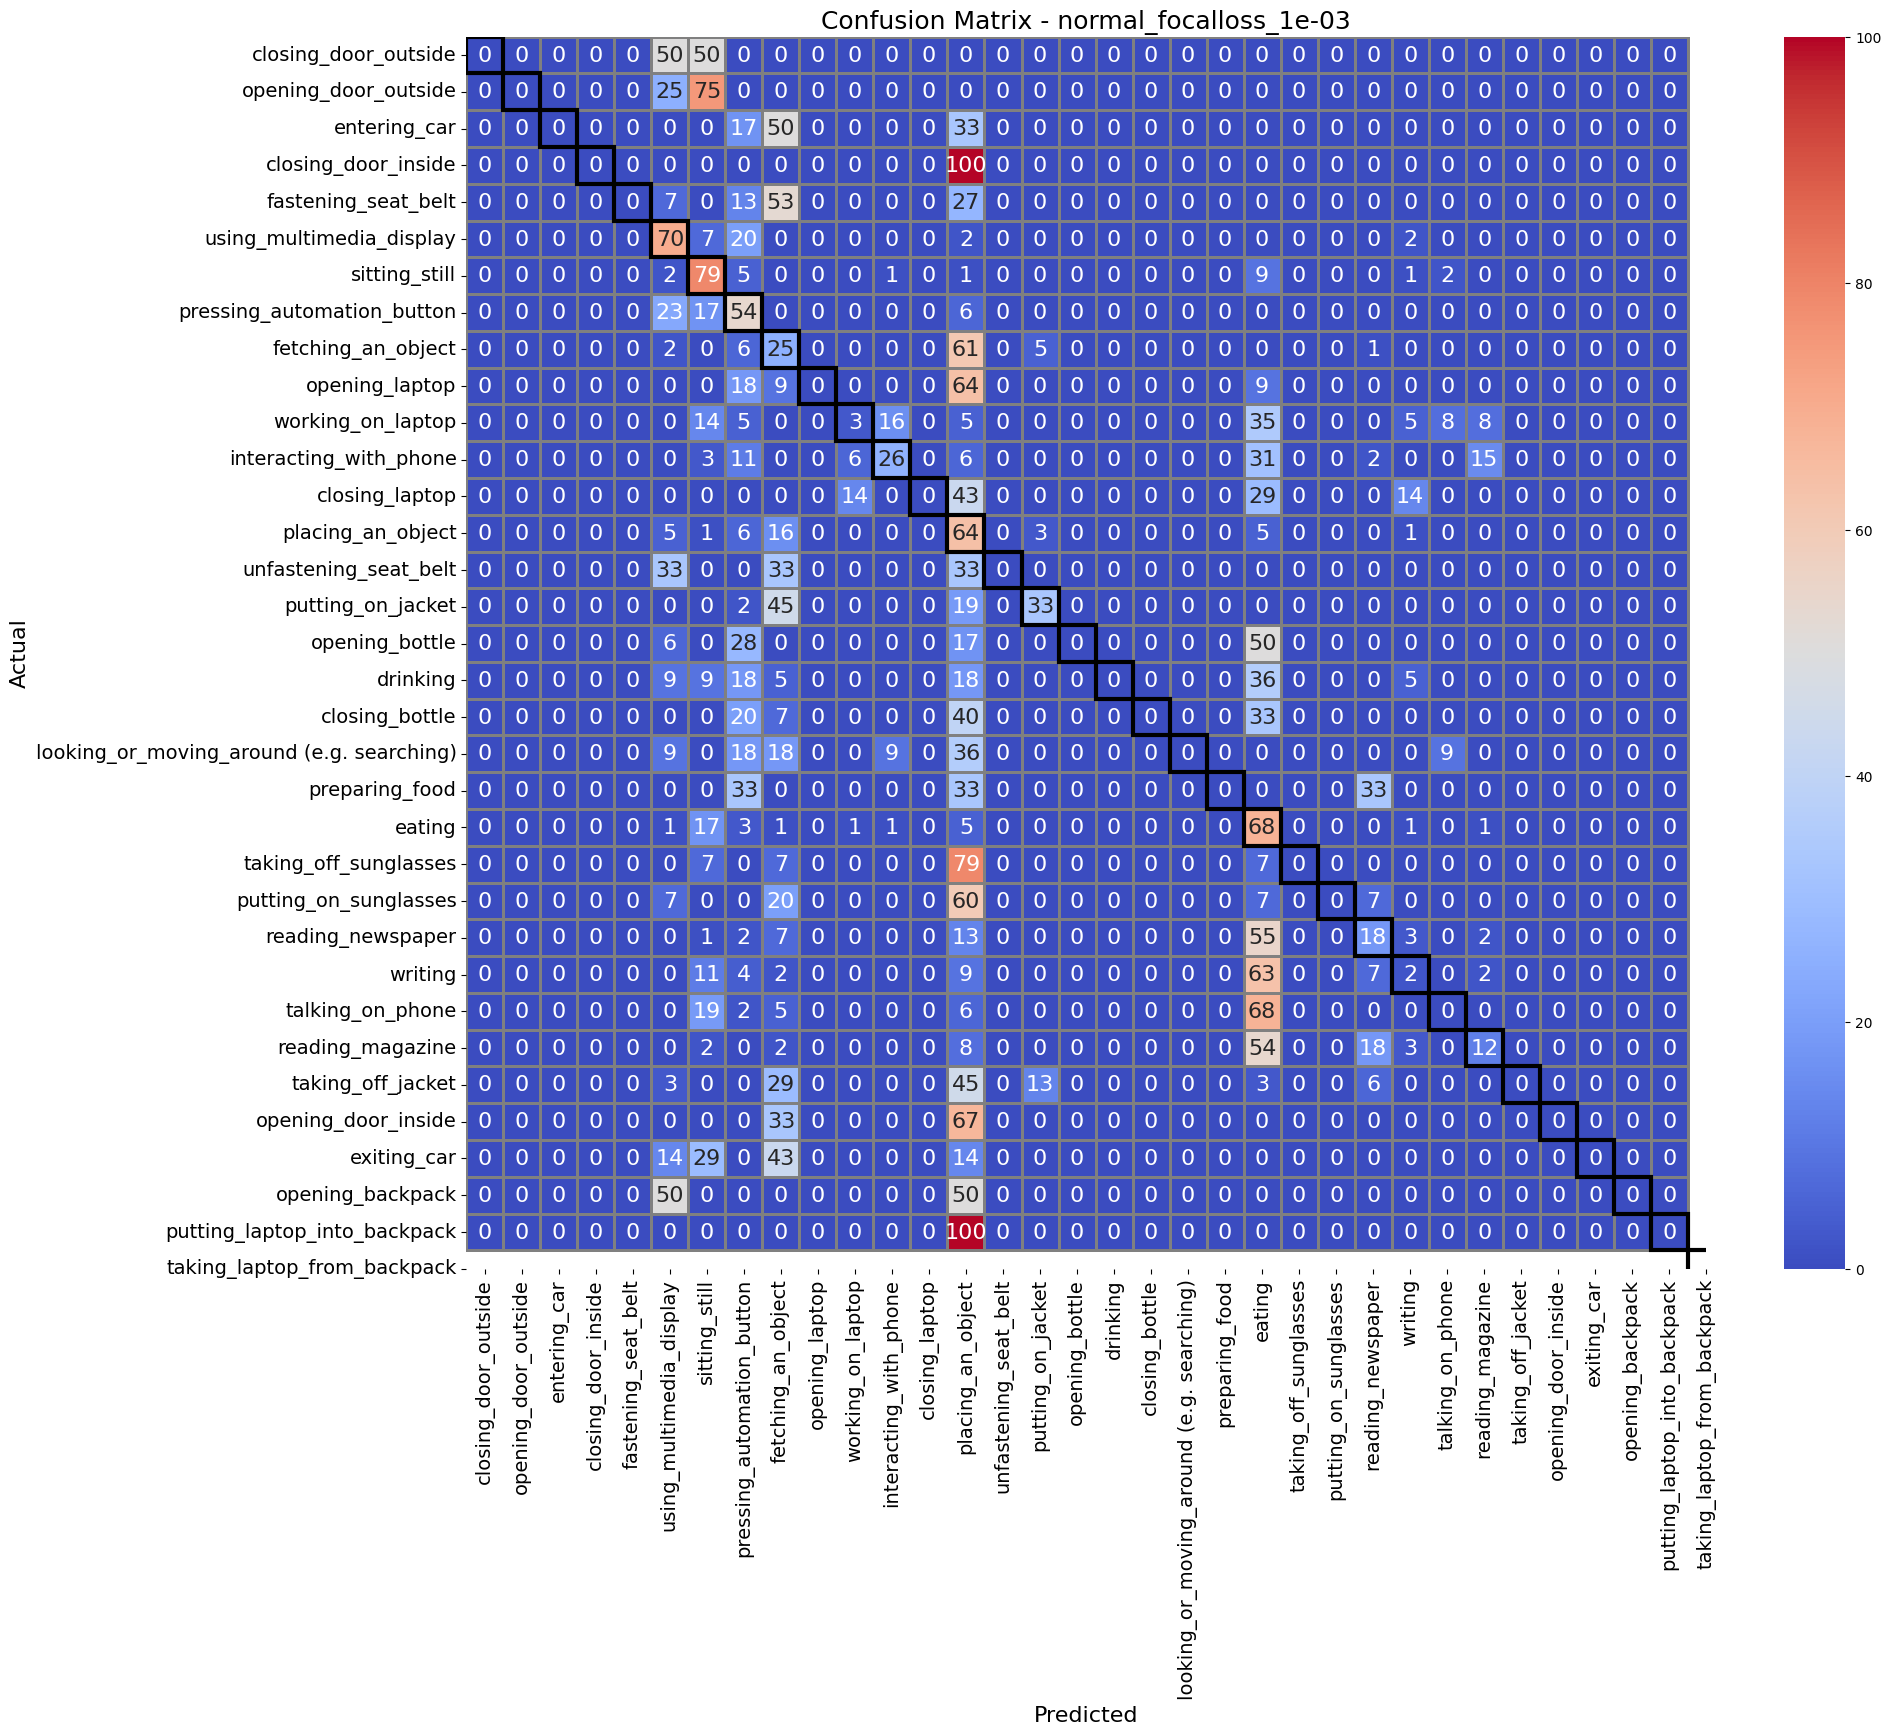 Confusion Matrix - normal_focalloss_1e-03
closing_door_outside 0 0 0 0 0 50 50 0 0 0 0 0 0 0 0 0 0 0 0 0 0 0 0 0 0 0 0 0 0 0 0 0 0
opening_door_outside 0 0 0 0 0 25 75 0 0 0 0 0 0 0 0 0 0 0 0 0 0 0 0 0 0 0 0 0 0 0 0 0 0
entering_car 0 0 0 0 0 0 0 17 50 0 0 0 0 33 0 0 0 0 0 0 0 0 0 0 0 0 0 0 0 0 0 0 0
closing_door_inside 0 0 0 0 0 0 0 0 0 0 0 0 0 100 0 0 0 0 0 0 0 0 0 0 0 0 0 0 0 0 0 0 0
fastening_seat_belt 0 0 0 0 0 7 0 13 53 0 0 0 0 27 0 0 0 0 0 0 0 0 0 0 0 0 0 0 0 0 0 0 0
using_multimedia_display 0 0 0 0 0 70 7 20 0 0 0 0 0 2 0 0 0 0 0 0 0 0 0 0 0 2 0 0 0 0 0 0 0
sitting_still 0 0 0 0 0 2 79 5 0 0 0 1 0 1 0 0 0 0 0 0 0 9 0 0 0 1 2 0 0 0 0 0 0
pressing_automation_button 0 0 0 0 0 23 17 54 0 0 0 0 0 6 0 0 0 0 0 0 0 0 0 0 0 0 0 0 0 0 0 0 0
fetching_an_object 0 0 0 0 0 2 0 6 25 0 0 0 0 61 0 5 0 0 0 0 0 0 0 0 1 0 0 0 0 0 0 0 0
opening_laptop 0 0 0 0 0 0 0 18 9 0 0 0 0 64 0 0 0 0 0 0 0 9 0 0 0 0 0 0 0 0 0 0 0
working_on_laptop 0 0 0 0 0 0 14 5 0 0 3 16 0 5 0 0 0 0 0 0 0 35 0 0 0 5 8 8 0 0 0 0 0
interacting_with_phone 0 0 0 0 0 0 3 11 0 0 6 26 0 6 0 0 0 0 0 0 0 31 0 0 2 0 0 15 0 0 0 0 0
closing_laptop 0 0 0 0 0 0 0 0 0 0 14 0 0 43 0 0 0 0 0 0 0 29 0 0 0 14 0 0 0 0 0 0 0
placing_an_object 0 0 0 0 0 5 1 6 16 0 0 0 0 64 0 3 0 0 0 0 0 5 0 0 0 1 0 0 0 0 0 0 0
unfastening_seat_belt 0 0 0 0 0 33 0 0 33 0 0 0 0 33 0 0 0 0 0 0 0 0 0 0 0 0 0 0 0 0 0 0 0
putting_on_jacket 0 0 0 0 0 0 0 2 45 0 0 0 0 19 0 33 0 0 0 0 0 0 0 0 0 0 0 0 0 0 0 0 0
opening_bottle 0 0 0 0 0 6 0 28 0 0 0 0 0 17 0 0 0 0 0 0 0 50 0 0 0 0 0 0 0 0 0 0 0
drinking 0 0 0 0 0 9 9 18 5 0 0 0 0 18 0 0 0 0 0 0 0 36 0 0 0 5 0 0 0 0 0 0 0
closing_bottle 0 0 0 0 0 0 0 20 7 0 0 0 0 40 0 0 0 0 0 0 0 33 0 0 0 0 0 0 0 0 0 0 0
looking_or_moving_around (e.g. searching) 0 0 0 0 0 9 0 18 18 0 0 9 0 36 0 0 0 0 0 0 0 0 0 0 0 0 9 0 0 0 0 0 0
preparing_food 0 0 0 0 0 0 0 33 0 0 0 0 0 33 0 0 0 0 0 0 0 0 0 0 33 0 0 0 0 0 0 0 0
eating 0 0 0 0 0 1 17 3 1 0 1 1 0 5 0 0 0 0 0 0 0 68 0 0 0 1 0 1 0 0 0 0 0
taking_off_sunglasses 0 0 0 0 0 0 7 0 7 0 0 0 0 79 0 0 0 0 0 0 0 7 0 0 0 0 0 0 0 0 0 0 0
putting_on_sunglasses 0 0 0 0 0 7 0 0 20 0 0 0 0 60 0 0 0 0 0 0 0 7 0 0 7 0 0 0 0 0 0 0 0
reading_newspaper 0 0 0 0 0 0 1 2 7 0 0 0 0 13 0 0 0 0 0 0 0 55 0 0 18 3 0 2 0 0 0 0 0
writing 0 0 0 0 0 0 11 4 2 0 0 0 0 9 0 0 0 0 0 0 0 63 0 0 7 2 0 2 0 0 0 0 0
talking_on_phone 0 0 0 0 0 0 19 2 5 0 0 0 0 6 0 0 0 0 0 0 0 68 0 0 0 0 0 0 0 0 0 0 0
reading_magazine 0 0 0 0 0 0 2 0 2 0 0 0 0 8 0 0 0 0 0 0 0 54 0 0 18 3 0 12 0 0 0 0 0
taking_off_jacket 0 0 0 0 0 3 0 0 29 0 0 0 0 45 0 13 0 0 0 0 0 3 0 0 6 0 0 0 0 0 0 0 0
opening_door_inside 0 0 0 0 0 0 0 0 33 0 0 0 0 67 0 0 0 0 0 0 0 0 0 0 0 0 0 0 0 0 0 0 0
exiting_car 0 0 0 0 0 14 29 0 43 0 0 0 0 14 0 0 0 0 0 0 0 0 0 0 0 0 0 0 0 0 0 0 0
opening_backpack 0 0 0 0 0 50 0 0 0 0 0 0 0 50 0 0 0 0 0 0 0 0 0 0 0 0 0 0 0 0 0 0 0
putting_laptop_into_backpack 0 0 0 0 0 0 0 0 0 0 0 0 0 100 0 0 0 0 0 0 0 0 0 0 0 0 0 0 0 0 0 0 0
taking_laptop_from_backpack
Actual
closing_door_outside
opening_door_outside
entering_car
closing_door_inside
fastening_seat_belt
using_multimedia_display
sitting_still
pressing_automation_button
fetching_an_object
opening_laptop
working_on_laptop
interacting_with_phone
closing_laptop
placing_an_object
unfastening_seat_belt
putting_on_jacket
opening_bottle
drinking
closing_bottle
looking_or_moving_around (e.g. searching)
preparing_food
eating
taking_off_sunglasses
putting_on_sunglasses
reading_newspaper
writing
talking_on_phone
reading_magazine
taking_off_jacket
opening_door_inside
exiting_car
opening_backpack
putting_laptop_into_backpack
taking_laptop_from_backpack
Predicted
100
80
60
40
20
0